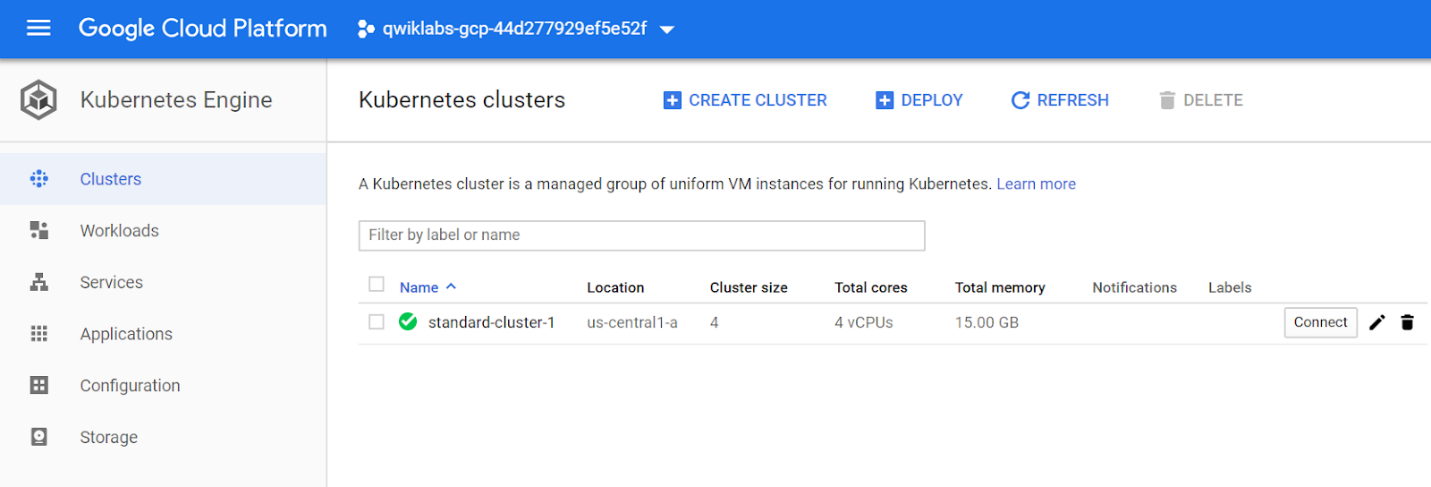 Google Cloud Platform qwiklabs-gcp-44d277929ef5e52f
Kubernetes Engine
Clusters
Workloads
Services
Applications
Configuration
Storage
Kubernetes clusters CREATE CLUSTER DEPLOY REFRESH DELETE
A Kubernetes cluster is a managed group of uniform VM instances for running Kubernetes. Learn more
Filter by label or name
Name Location Cluster size Total cores Total memory Notifications Labels
standard-cluster-1 us-central1-a 4 4 vCPUs 15.00 GB Connect